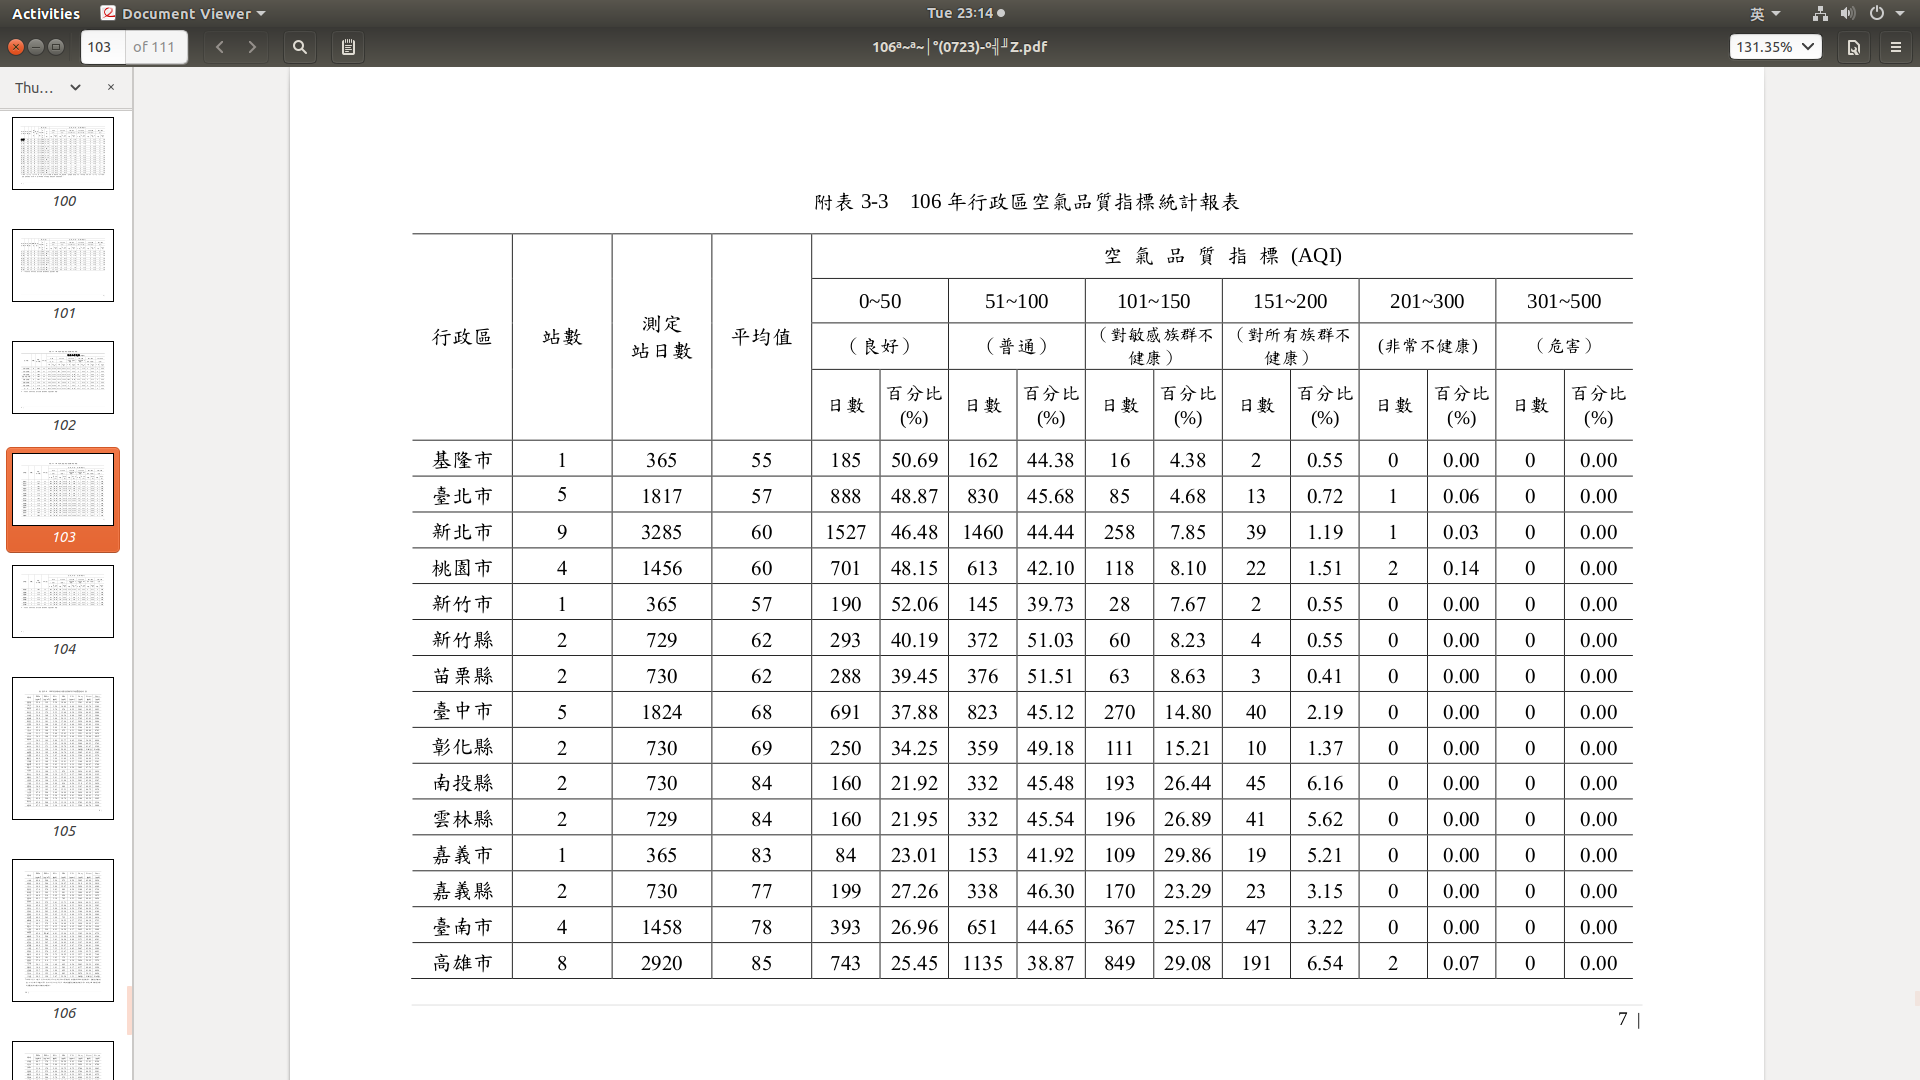 Activities Document Viewer Tue 23:14 英
103 of 111 106ª~ª~│°(0723)-º╣╜Z.pdf 131.35%
Thu... ×
100
101
102
103
104
105
106
附表 3-3 106 年行政區空氣品質指標統計報表
行政區 站數 測定站日數 平均值 空氣品質指標 (AQI)
0~50 51~100 101~150 151~200 201~300 301~500
（良好） （普通） （對敏感族群不健康） （對所有族群不健康） (非常不健康) （危害）
日數 百分比(%) 日數 百分比(%) 日數 百分比(%) 日數 百分比(%) 日數 百分比(%) 日數 百分比(%)
基隆市 1 365 55 185 50.69 162 44.38 16 4.38 2 0.55 0 0.00 0 0.00
臺北市 5 1817 57 888 48.87 830 45.68 85 4.68 13 0.72 1 0.06 0 0.00
新北市 9 3285 60 1527 46.48 1460 44.44 258 7.85 39 1.19 1 0.03 0 0.00
桃園市 4 1456 60 701 48.15 613 42.10 118 8.10 22 1.51 2 0.14 0 0.00
新竹市 1 365 57 190 52.06 145 39.73 28 7.67 2 0.55 0 0.00 0 0.00
新竹縣 2 729 62 293 40.19 372 51.03 60 8.23 4 0.55 0 0.00 0 0.00
苗栗縣 2 730 62 288 39.45 376 51.51 63 8.63 3 0.41 0 0.00 0 0.00
臺中市 5 1824 68 691 37.88 823 45.12 270 14.80 40 2.19 0 0.00 0 0.00
彰化縣 2 730 69 250 34.25 359 49.18 111 15.21 10 1.37 0 0.00 0 0.00
南投縣 2 730 84 160 21.92 332 45.48 193 26.44 45 6.16 0 0.00 0 0.00
雲林縣 2 729 84 160 21.95 332 45.54 196 26.89 41 5.62 0 0.00 0 0.00
嘉義市 1 365 83 84 23.01 153 41.92 109 29.86 19 5.21 0 0.00 0 0.00
嘉義縣 2 730 77 199 27.26 338 46.30 170 23.29 23 3.15 0 0.00 0 0.00
臺南市 4 1458 78 393 26.96 651 44.65 367 25.17 47 3.22 0 0.00 0 0.00
高雄市 8 2920 85 743 25.45 1135 38.87 849 29.08 191 6.54 2 0.07 0 0.00
7 |